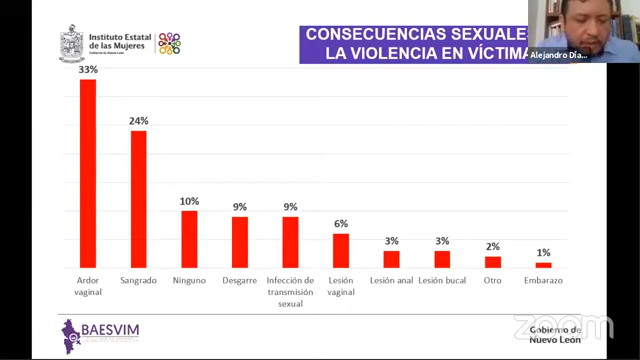 Instituto Estatal
de las Mujeres
CONSECUENCIAS SEXUALES
LA VIOLENCIA EN VÍCTIMA
Alejandro Día...
33%
24%
10%
9%
9%
6%
3%
3%
2%
1%
Ardor
vaginal
Sangrado
Ninguno
Desgarre
Infección de
transmisión
sexual
Lesión
vaginal
Lesión anal
Lesión bucal
Otro
Embarazo
BAESVIM
zoom
Gobierno de
Nuevo León